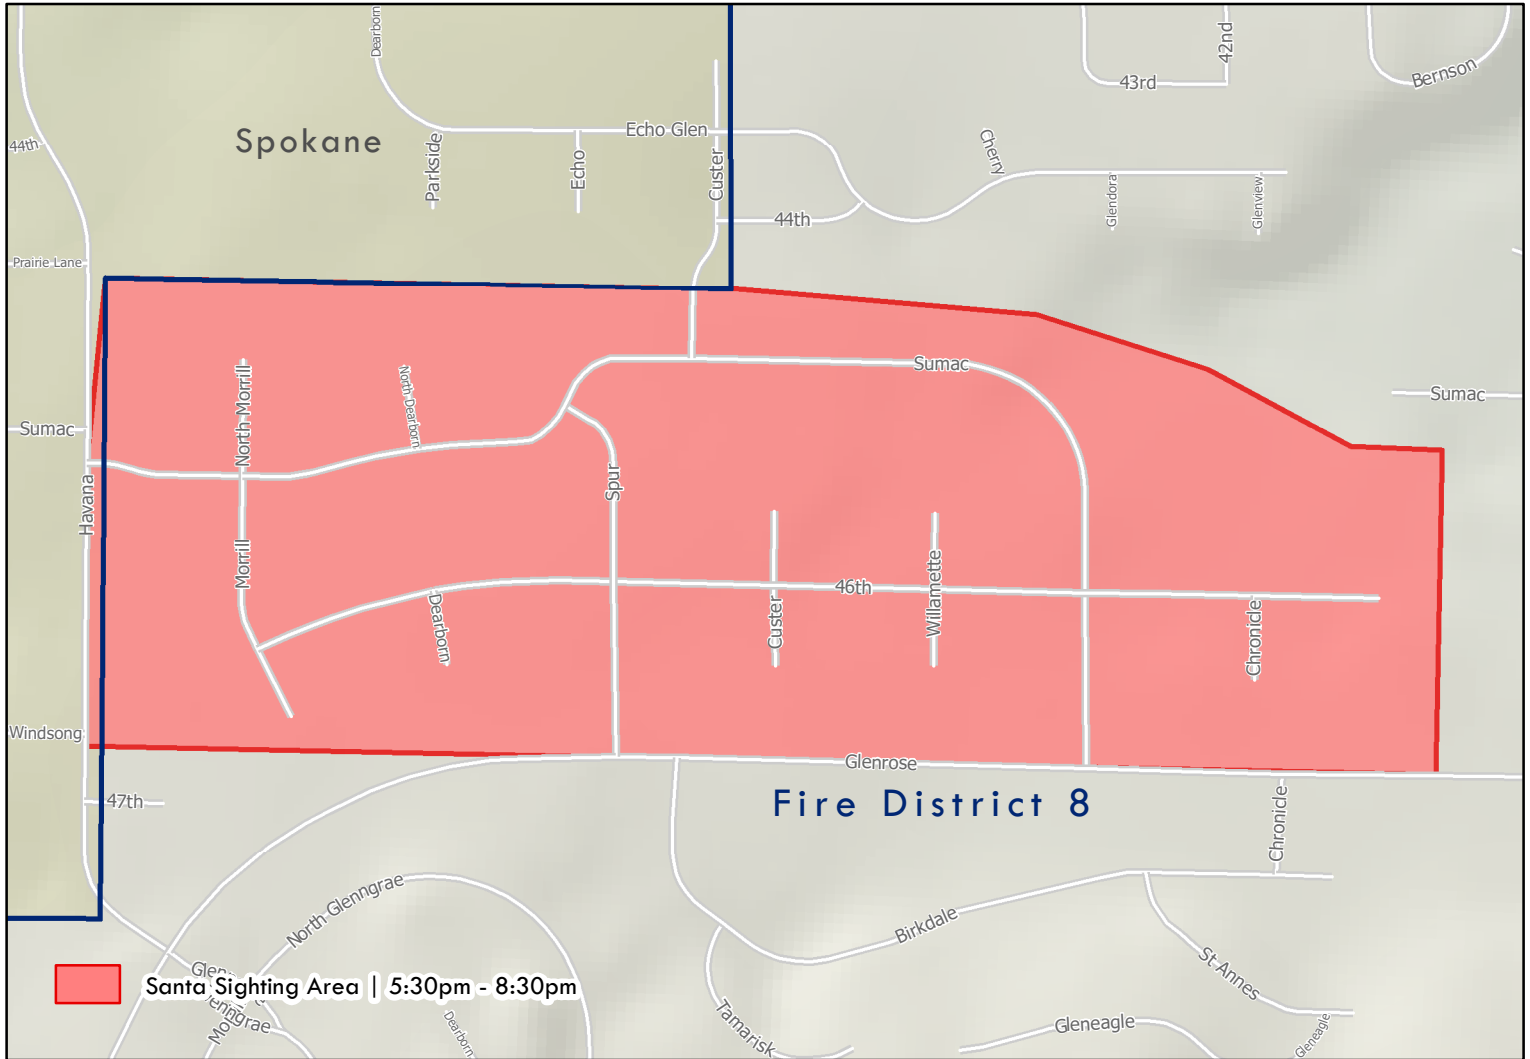 Dearborn
42nd
43rd
Bernson
44th
Spokane
Echo Glen
Parkside
Echo
Custer
Cherry
Glendora
Glenview
44th
Prairie Lane
Sumac
North Morrill
North Dearborn
Sumac
Sumac
Havana
Spur
Morrill
46th
Dearborn
Custer
Willamette
Chronicle
Windsong
Glenrose
47th
Fire District 8
Chronicle
North Glenngrae
Birkdale
St Annes
Santa Sighting Area | 5:30pm - 8:30pm
Tamarisk
Gleneagle
Gleneagle
Dearborn